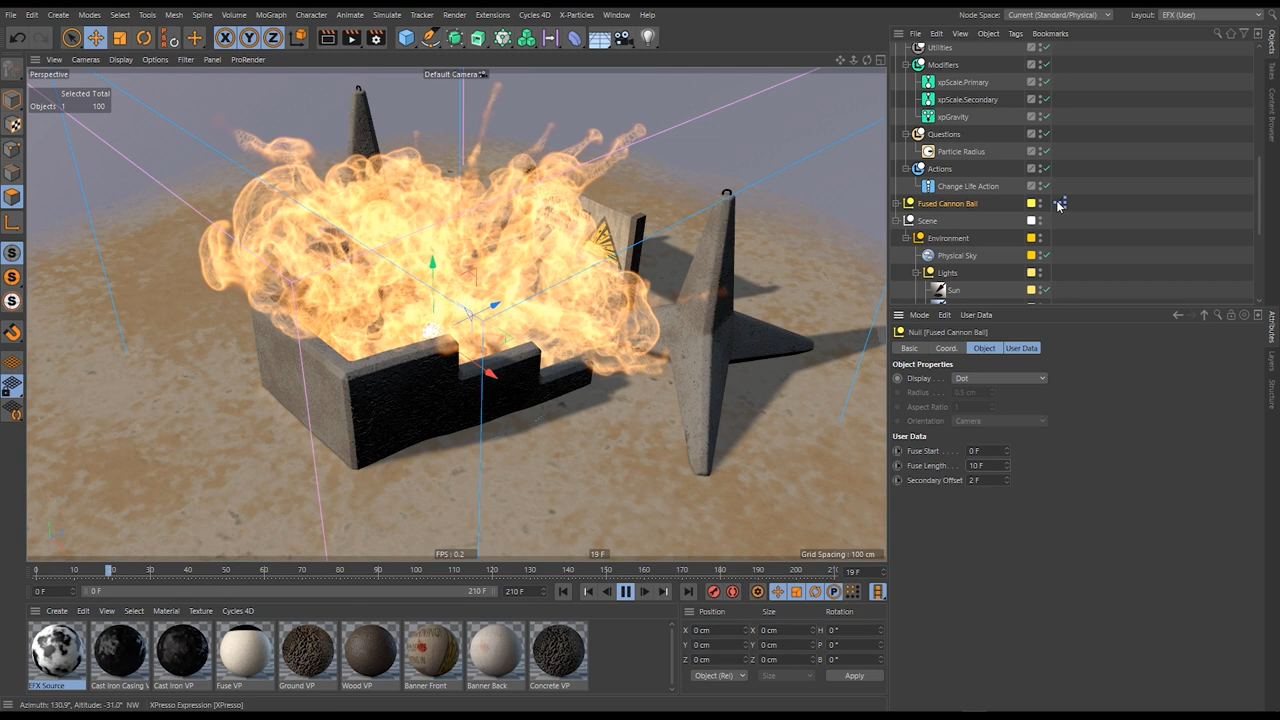 File Edit Create Modes Select Tools Mesh Spline Volume MoGraph Character Animate Simulate Tracker Render Extensions Cycles 4D X-Particles Window Help
Node Space: Current (Standard/Physical) Layout: EFX (User)
File Edit View Object Tags Bookmarks
View Cameras Display Options Filter Panel ProRender
Perspective
Default Camera
Selected Total
Objects 1 100
Utilities
Modifiers
xpScale.Primary
xpScale.Secondary
xpGravity
Questions
Particle Radius
Actions
Change Life Action
Fused Cannon Ball
Scene
Environment
Physical Sky
Lights
Sun
Objects
Takes
Content Browser
Mode Edit User Data
Null [Fused Cannon Ball]
Basic Coord. Object User Data
Object Properties
Display . . . Dot
Radius . . . 0.5 cm
Aspect Ratio 1
Orientation Camera
User Data
Fuse Start . . . . 0 F
Fuse Length . . . 10 F
Secondary Offset 2 F
Attributes
Layers
Structure
FPS : 0.2
19 F
Grid Spacing : 100 cm
0 10 30 40 50 60 70 80 90 100 110 120 130 140 150 160 170 180 190 200 19 F
0 F 0 F 210 F 210 F
Create Edit View Select Material Texture Cycles 4D
EFX Source
Cast Iron Casing V
Cast Iron VP
Fuse VP
Ground VP
Wood VP
Banner Front
Banner Back
Concrete VP
Position Size Rotation
X 0 cm X 0 cm H 0 °
Y 0 cm Y 0 cm P 0 °
Z 0 cm Z 0 cm B 0 °
Object (Rel) Size Apply
Azimuth: 130.9°, Altitude: -31.0° NW XPresso Expression [XPresso]